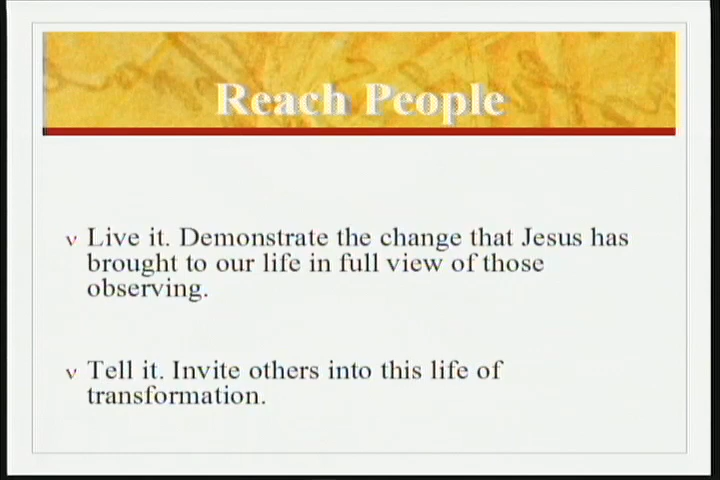 Reach People
v Live it. Demonstrate the change that Jesus has
brought to our life in full view of those
observing.
v Tell it. Invite others into this life of
transformation.